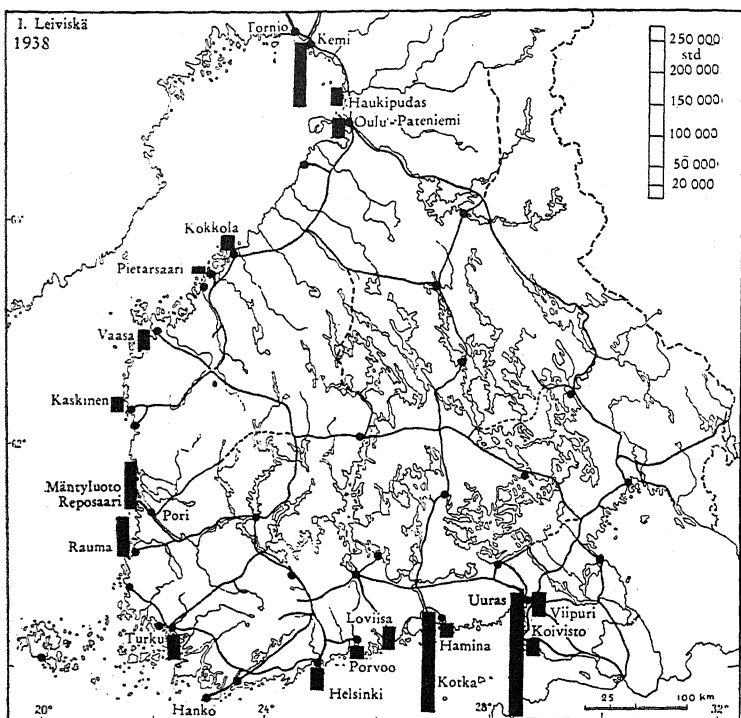 I. Leiviskä
1938
Tornio
Kemi
250 000
std
200 000
150 000
100 000
50 000
20 000
Haukipudas
Oulu-Pateniemi
Kokkola
Pietarsaari
Vaasa
Kaskinen
62°
Mäntyluoto
Reposaari
Pori
Rauma
Uuras
Viipuri
Loviisa
Koivisto
Turku
Hamina
Porvoo
Kotka
Helsinki
Hanko
20°
24°
28°
32°
25
100 km